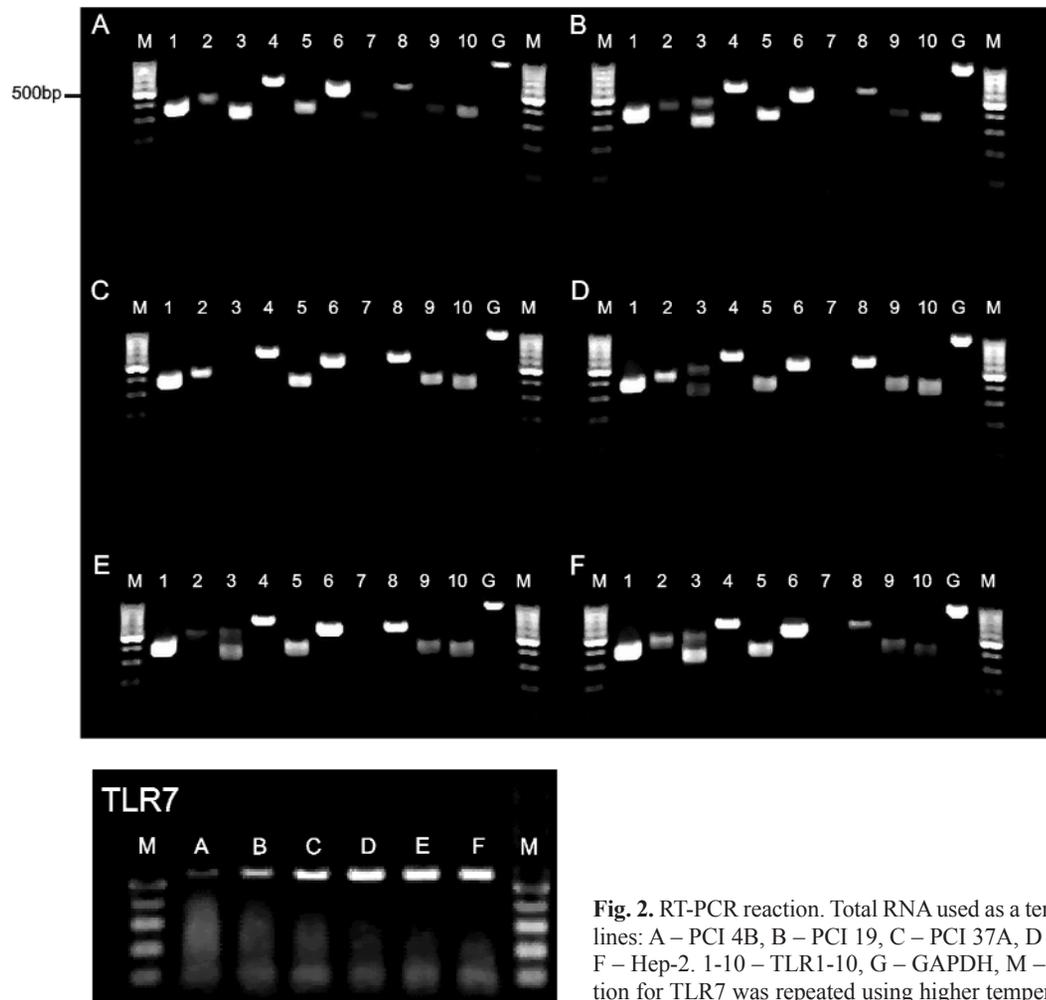 A
M 1 2 3 4 5 6 7 8 9 10 G M
B
M 1 2 3 4 5 6 7 8 9 10 G M
500bp
C
M 1 2 3 4 5 6 7 8 9 10 G M
D
M 1 2 3 4 5 6 7 8 9 10 G M
E
M 1 2 3 4 5 6 7 8 9 10 G M
F
M 1 2 3 4 5 6 7 8 9 10 G M
TLR7
M A B C D E F M
Fig. 2. RT-PCR reaction. Total RNA used as a
lines: A – PCI 4B, B – PCI 19, C – PCI 37A, D
F – Hep-2. 1-10 – TLR1-10, G – GAPDH, M –
tion for TLR7 was repeated using higher